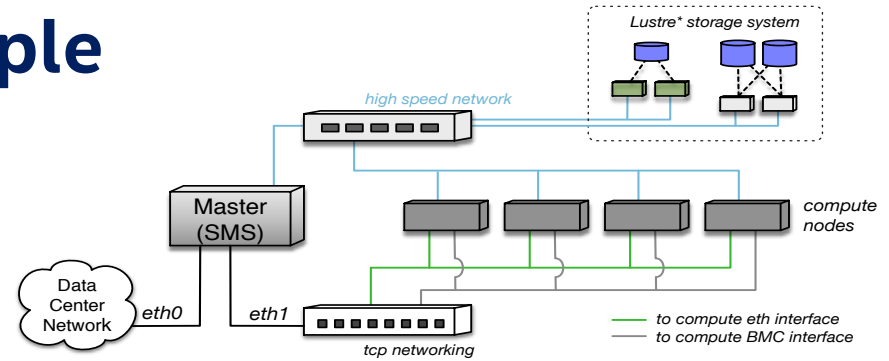 ple
Lustre* storage system
high speed network
Master
(SMS)
compute
nodes
Data
Center
Network
eth0
eth1
to compute eth interface
to compute BMC interface
tcp networking